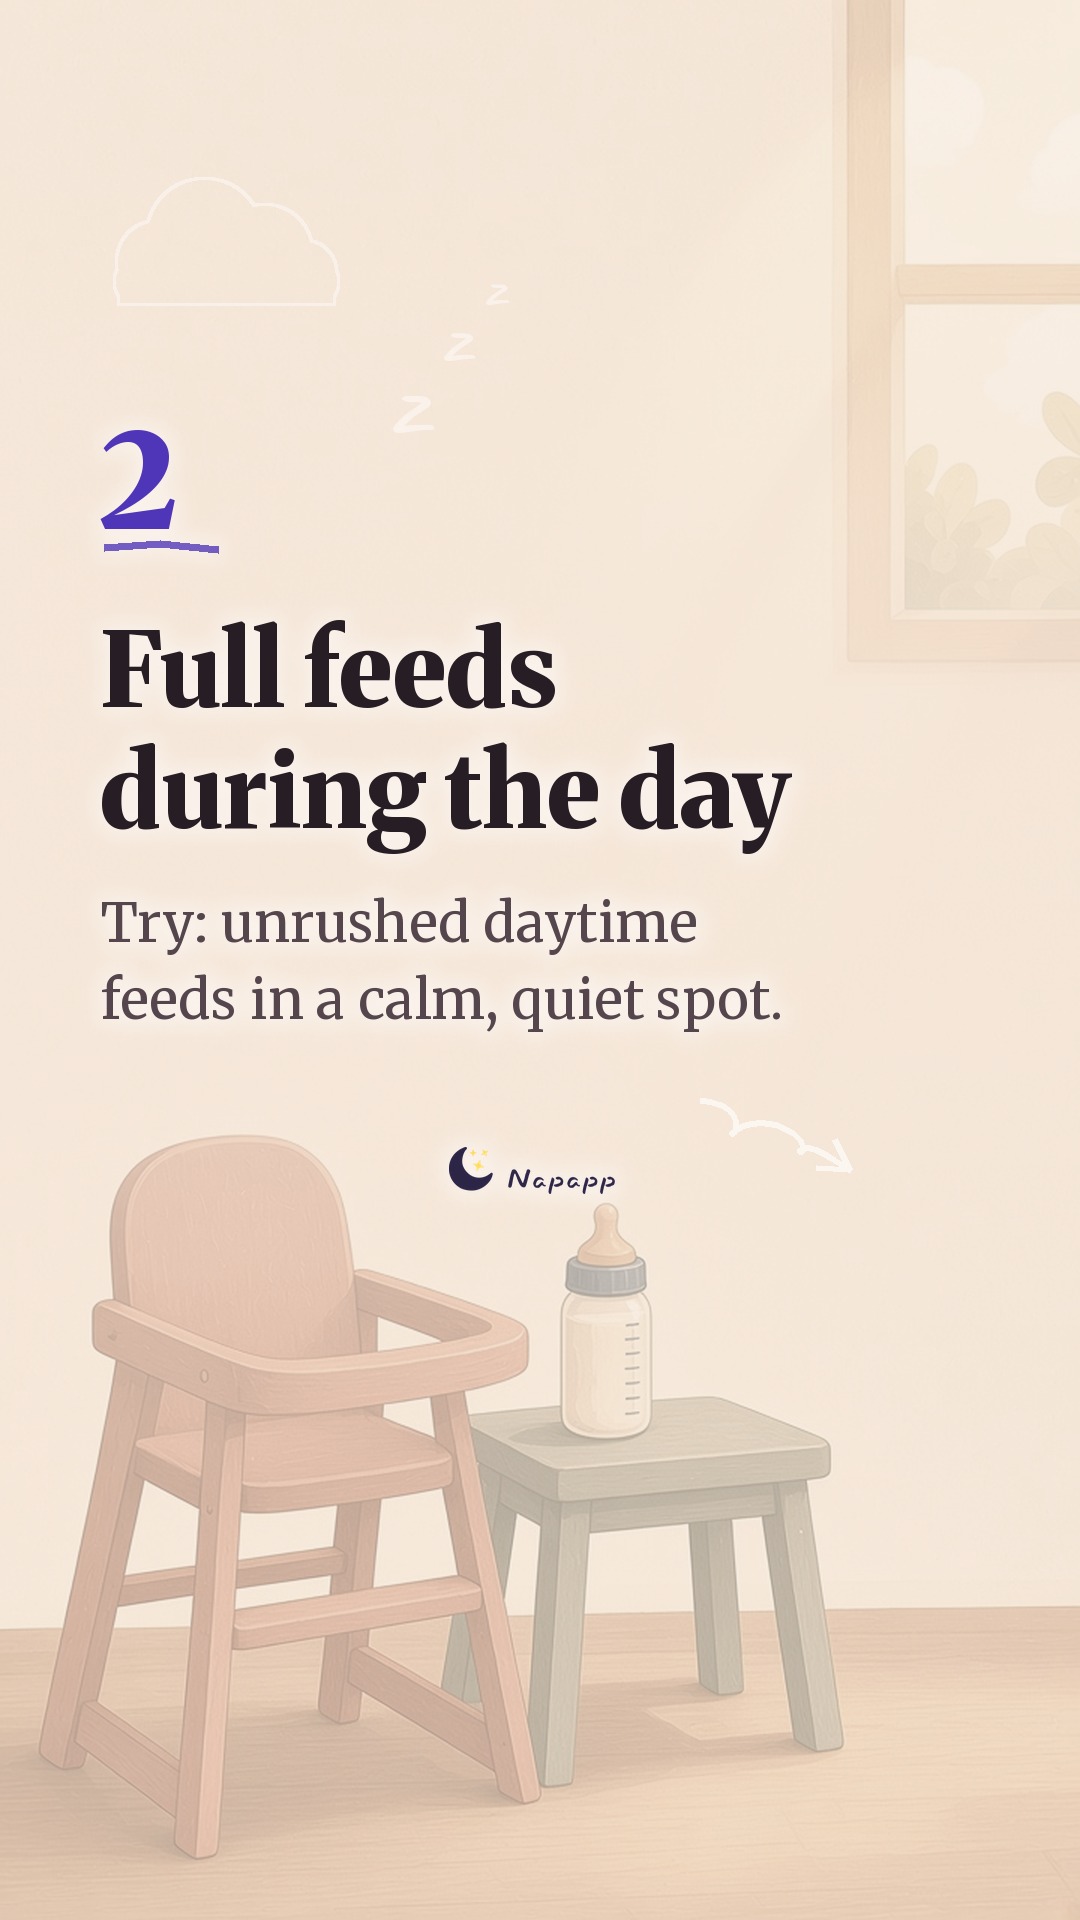 z
z
z
2
Full feeds
during the day
Try: unrushed daytime
feeds in a calm, quiet spot.
Napapp